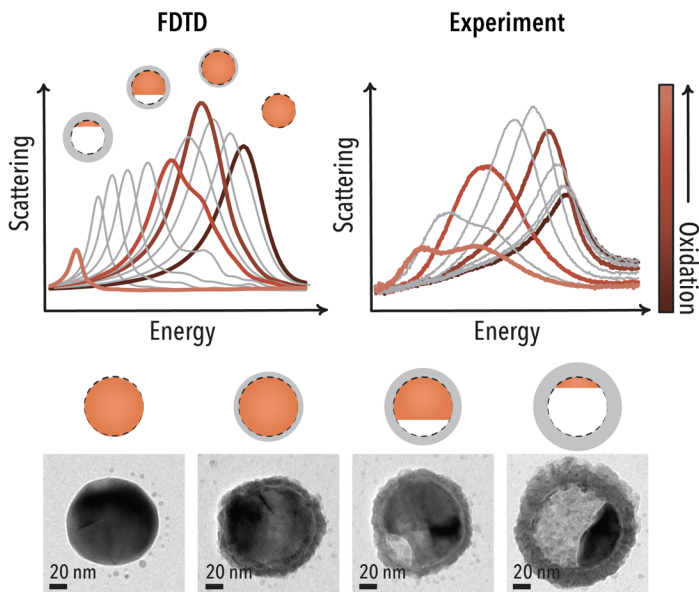 FDTD
Experiment
Scattering
Energy
Scattering
Energy
Oxidation
20 nm
20 nm
20 nm
20 nm